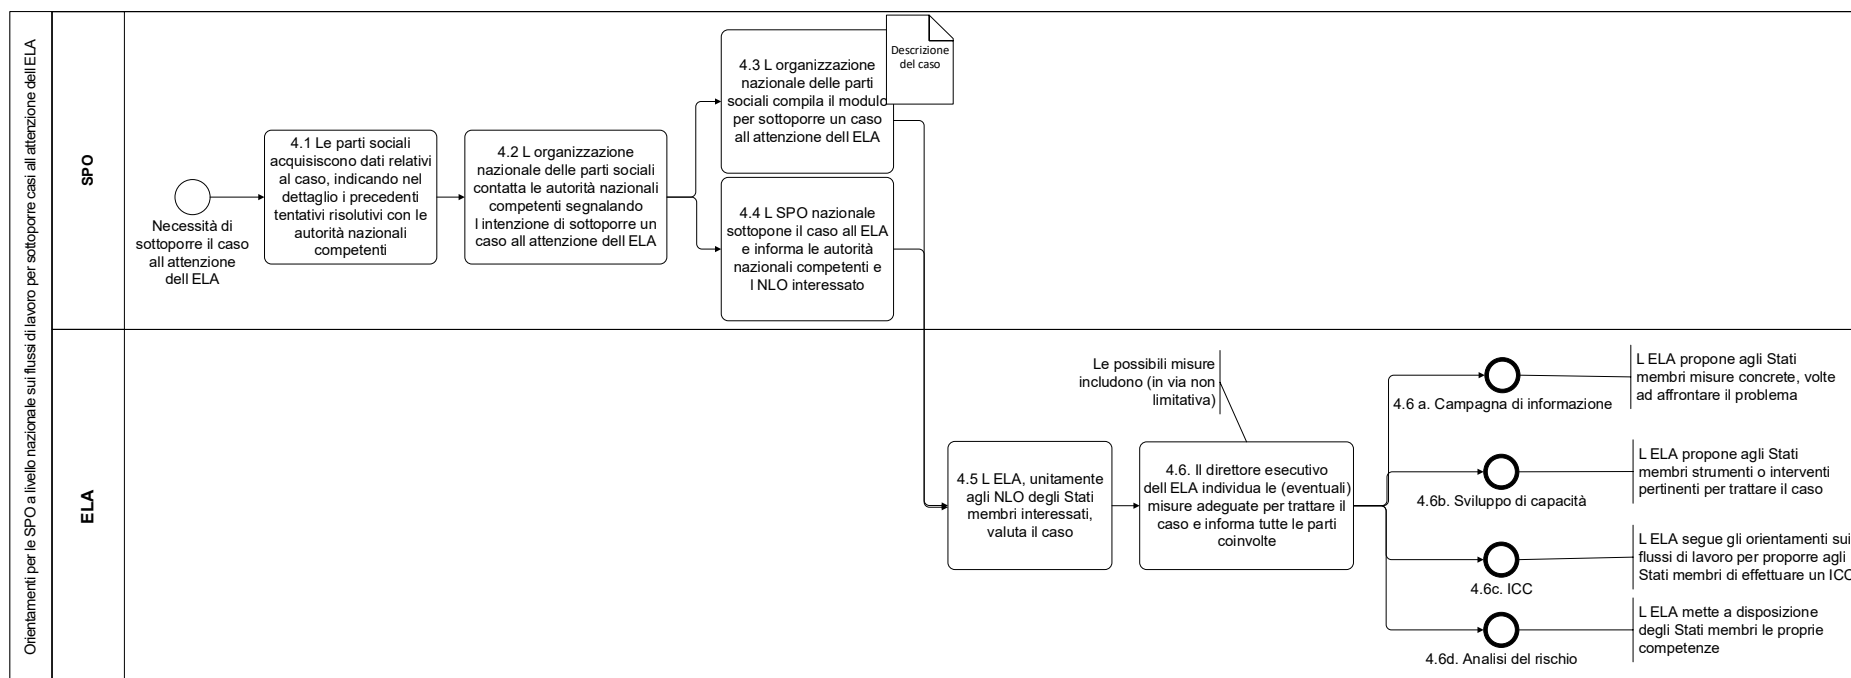 Orientamenti per le SPO a livello nazionale sui flussi di lavoro per sottoporre casi all attenzione dell ELA
SPO
Necessità di
sottoporre il caso
all attenzione
dell ELA
4.1 Le parti sociali
acquisiscono dati relativi
al caso, indicando nel
dettaglio i precedenti
tentativi risolutivi con le
autorità nazionali
competenti
4.2 L organizzazione
nazionale delle parti sociali
contatta le autorità nazionali
competenti segnalando
l intenzione di sottoporre un
caso all attenzione dell ELA
4.3 L organizzazione
nazionale delle parti
sociali compila il modulo
per sottoporre un caso
all attenzione dell ELA
Descrizione
del caso
4.4 L SPO nazionale
sottopone il caso all ELA
e informa le autorità
nazionali competenti e
l NLO interessato
ELA
4.5 L ELA, unitamente
agli NLO degli Stati
membri interessati,
valuta il caso
Le possibili misure
includono (in via non
limitativa)
4.6. Il direttore esecutivo
dell ELA individua le (eventuali)
misure adeguate per trattare il
caso e informa tutte le parti
coinvolte
4.6 a. Campagna di informazione
L ELA propone agli Stati
membri misure concrete, volte
ad affrontare il problema
4.6b. Sviluppo di capacità
L ELA propone agli Stati
membri strumenti o interventi
pertinenti per trattare il caso
4.6c. ICC
L ELA segue gli orientamenti sui
flussi di lavoro per proporre agli
Stati membri di effettuare un ICC
4.6d. Analisi del rischio
L ELA mette a disposizione
degli Stati membri le proprie
competenze